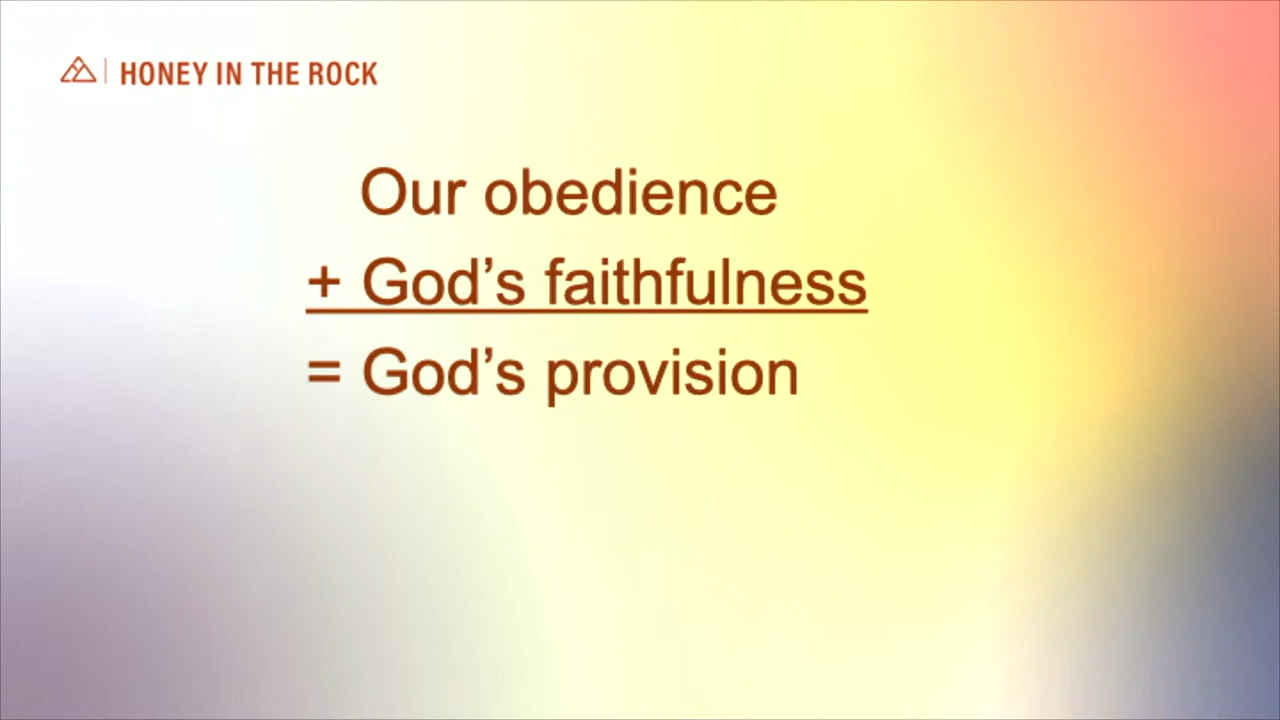 HONEY IN THE ROCK
Our obedience
+ God’s faithfulness
= God’s provision